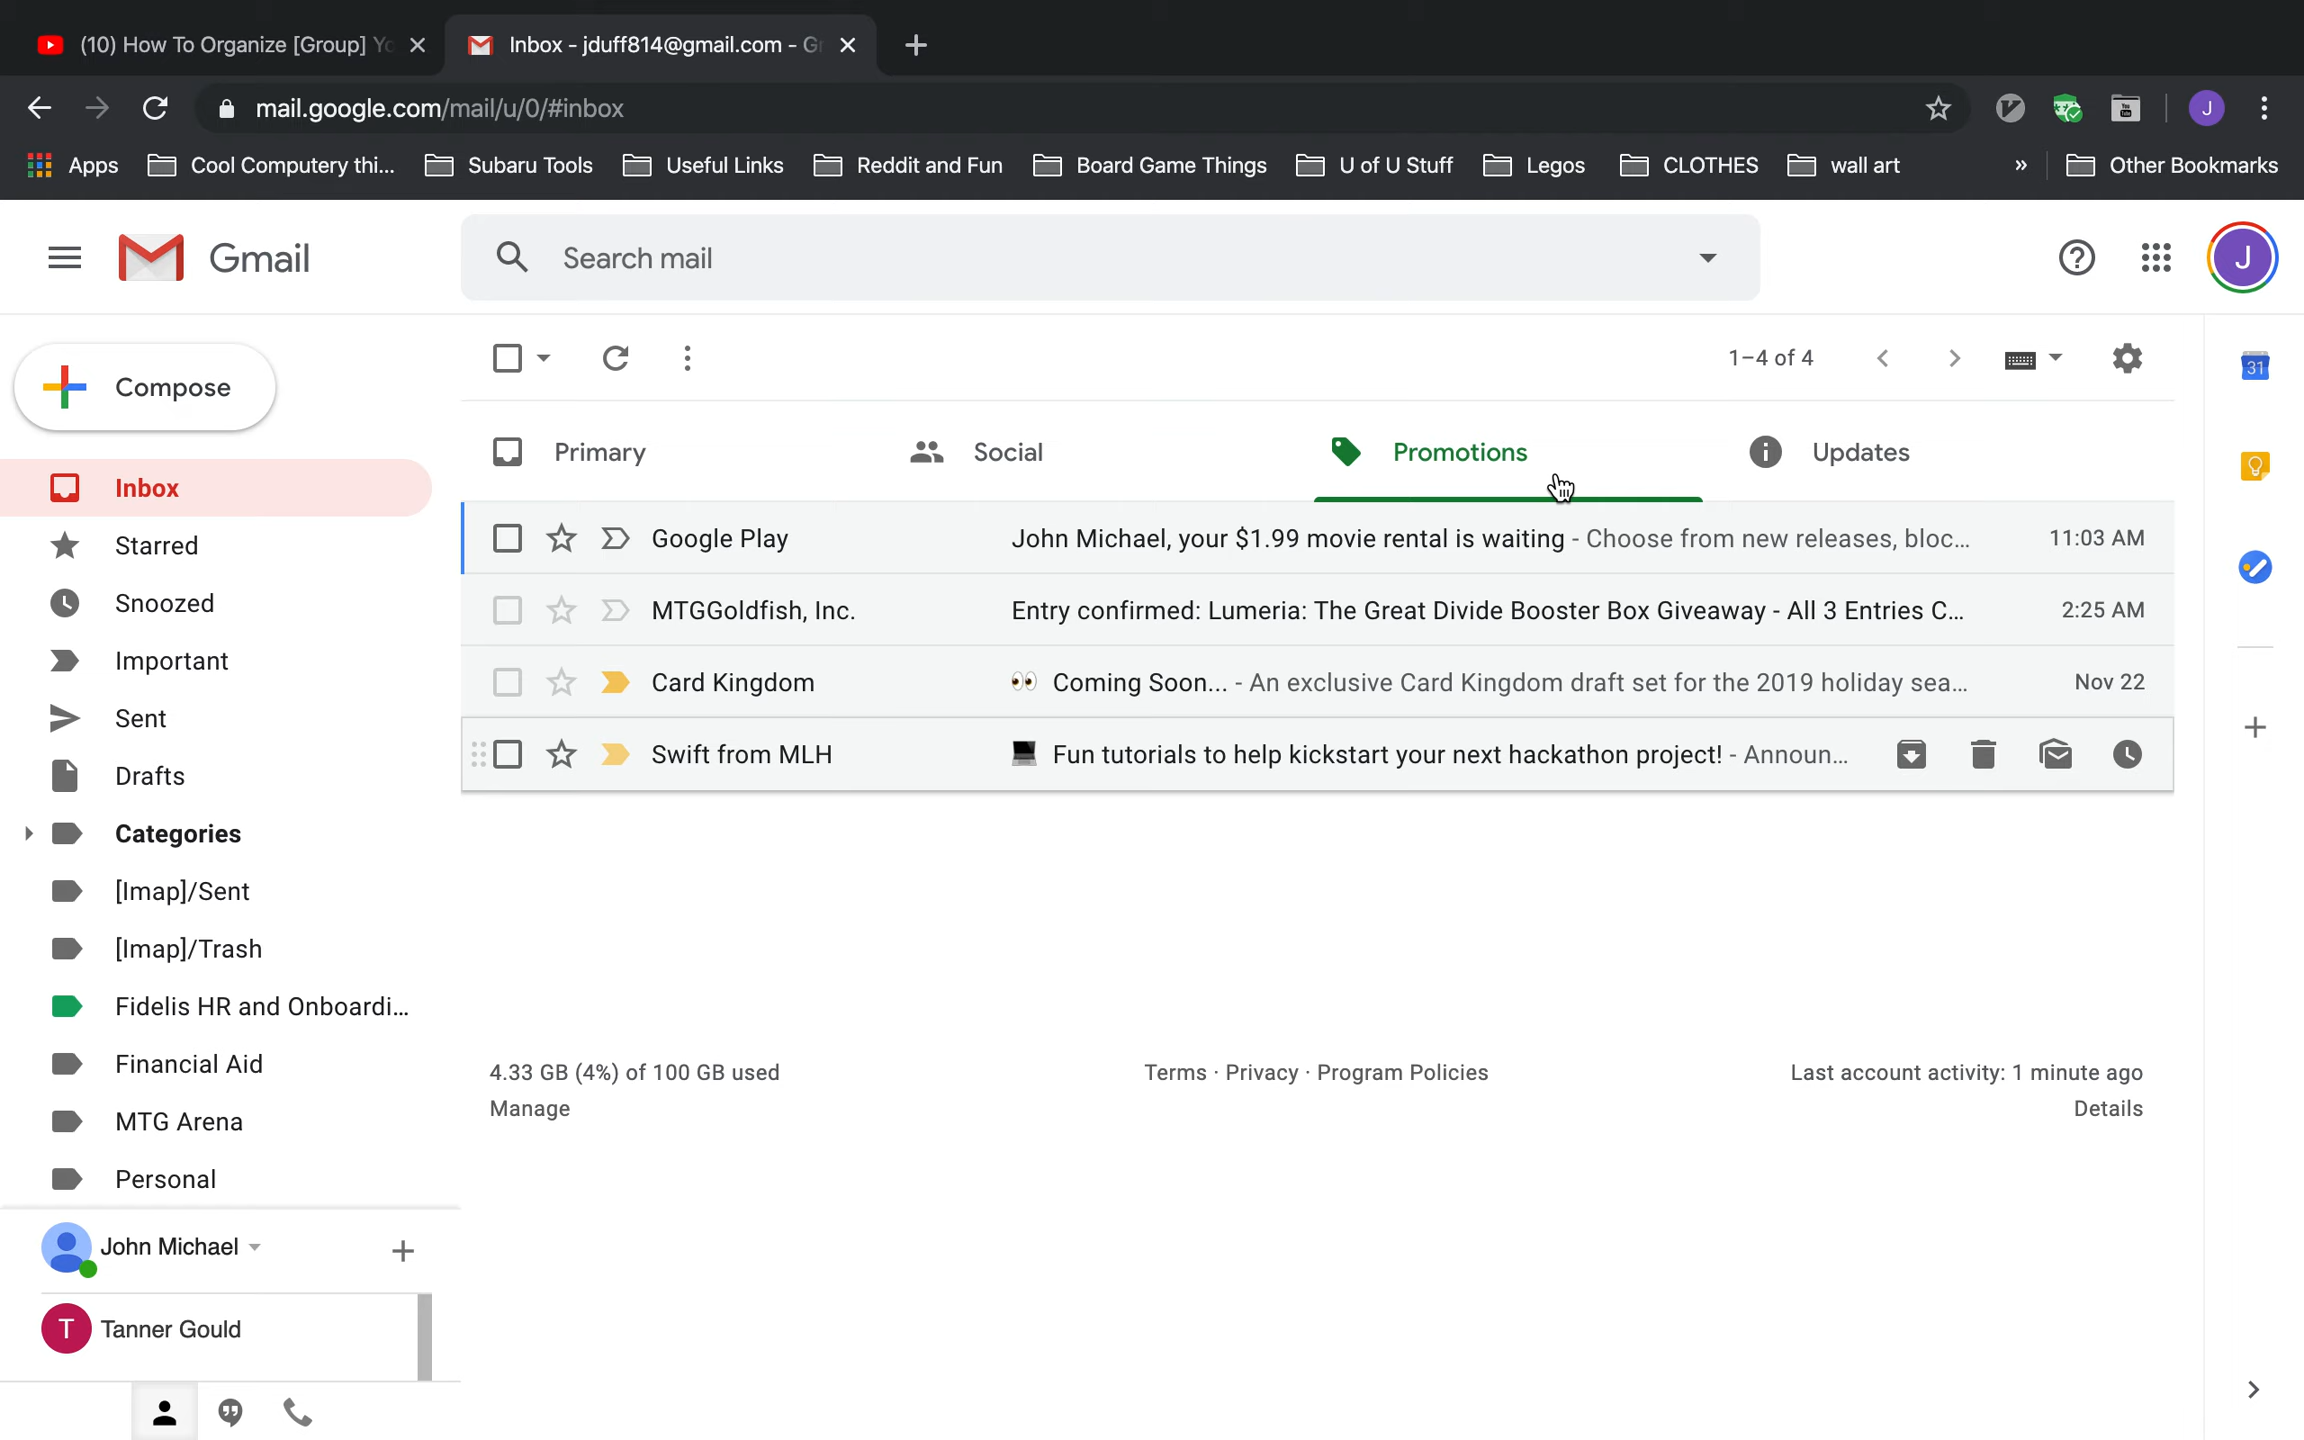 (10) How To Organize [Group] Yo
Inbox - jduff814@gmail.com - G
mail.google.com/mail/u/0/#inbox
J
Apps
Cool Computery thi...
Subaru Tools
Useful Links
Reddit and Fun
Board Game Things
U of U Stuff
Legos
CLOTHES
wall art
»
Other Bookmarks
Gmail
Search mail
J
Compose
1–4 of 4
31
Primary
Social
Promotions
Updates
Inbox
Starred
Snoozed
Important
Sent
Drafts
Categories
[Imap]/Sent
[Imap]/Trash
Fidelis HR and Onboardi...
Financial Aid
MTG Arena
Personal
Google Play John Michael, your $1.99 movie rental is waiting - Choose from new releases, bloc... 11:03 AM
MTGGoldfish, Inc. Entry confirmed: Lumeria: The Great Divide Booster Box Giveaway - All 3 Entries C... 2:25 AM
Card Kingdom 👀 Coming Soon... - An exclusive Card Kingdom draft set for the 2019 holiday sea... Nov 22
Swift from MLH 💻 Fun tutorials to help kickstart your next hackathon project! - Announ...
4.33 GB (4%) of 100 GB used
Manage
Terms · Privacy · Program Policies
Last account activity: 1 minute ago
Details
John Michael
T Tanner Gould